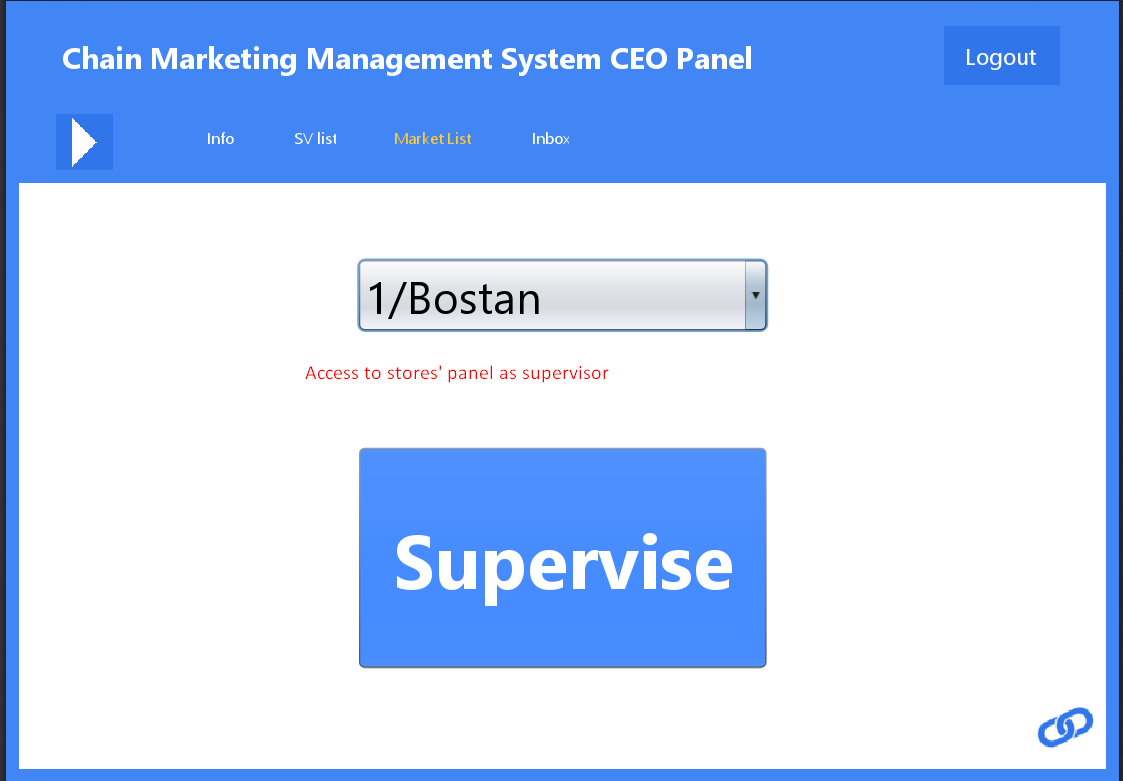 Chain Marketing Management System CEO Panel
Logout
Info SV list Market List Inbox
1/Bostan
Access to stores' panel as supervisor
Supervise